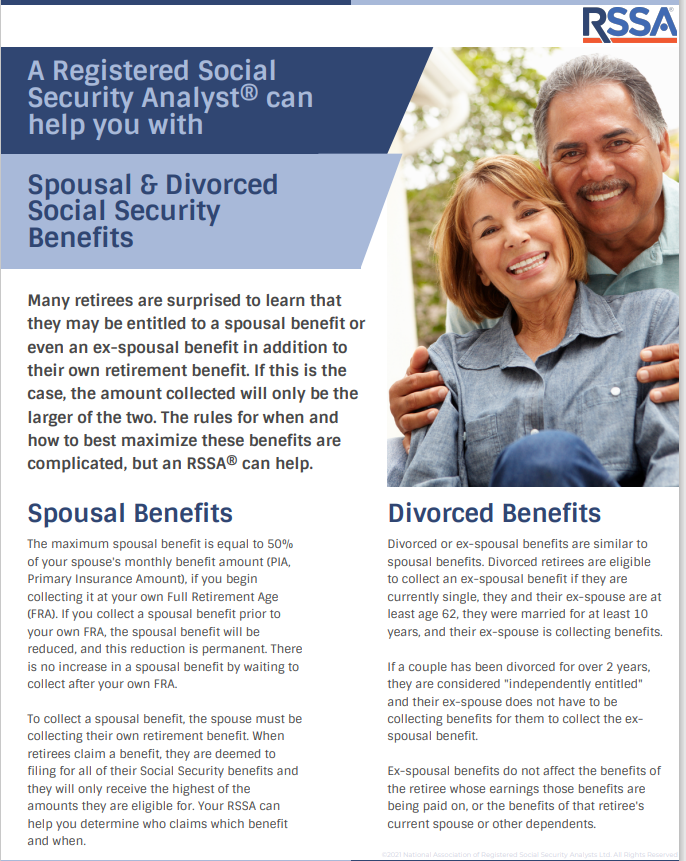 RSSA®
A Registered Social
Security Analyst® can
help you with
Spousal & Divorced
Social Security
Benefits
Many retirees are surprised to learn that
they may be entitled to a spousal benefit or
even an ex-spousal benefit in addition to
their own retirement benefit. If this is the
case, the amount collected will only be the
larger of the two. The rules for when and
how to best maximize these benefits are
complicated, but an RSSA® can help.
Spousal Benefits
The maximum spousal benefit is equal to 50%
of your spouse's monthly benefit amount (PIA,
Primary Insurance Amount), if you begin
collecting it at your own Full Retirement Age
(FRA). If you collect a spousal benefit prior to
your own FRA, the spousal benefit will be
reduced, and this reduction is permanent. There
is no increase in a spousal benefit by waiting to
collect after your own FRA.
To collect a spousal benefit, the spouse must be
collecting their own retirement benefit. When
retirees claim a benefit, they are deemed to
filing for all of their Social Security benefits and
they will only receive the highest of the
amounts they are eligible for. Your RSSA can
help you determine who claims which benefit
and when.
Divorced Benefits
Divorced or ex-spousal benefits are similar to
spousal benefits. Divorced retirees are eligible
to collect an ex-spousal benefit if they are
currently single, they and their ex-spouse are at
least age 62, they were married for at least 10
years, and their ex-spouse is collecting benefits.
If a couple has been divorced for over 2 years,
they are considered "independently entitled"
and their ex-spouse does not have to be
collecting benefits for them to collect the ex-
spousal benefit.
Ex-spousal benefits do not affect the benefits of
the retiree whose earnings those benefits are
being paid on, or the benefits of that retiree's
current spouse or other dependents.
©2021 National Association of Registered Social Security Analysts Ltd. All Rights Reserved.